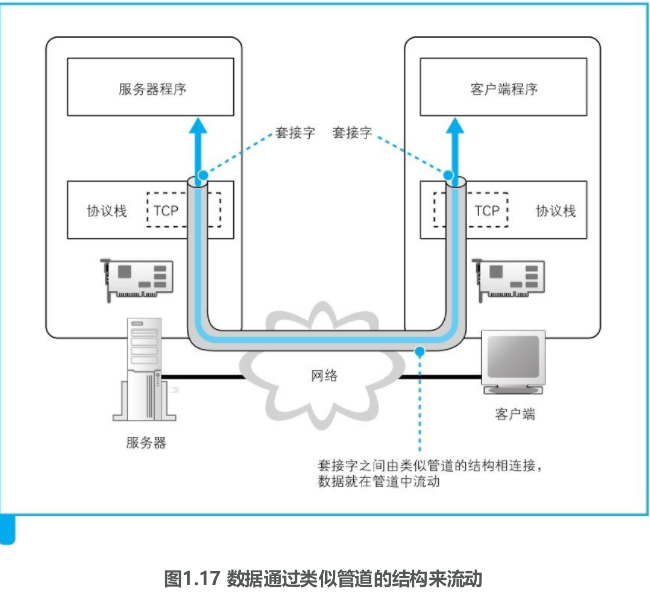 服务器程序
客户端程序
套接字
套接字
协议栈
TCP
TCP
协议栈
网络
服务器
客户端
套接字之间由类似管道的结构相连接，
数据就在管道中流动
图1.17 数据通过类似管道的结构来流动